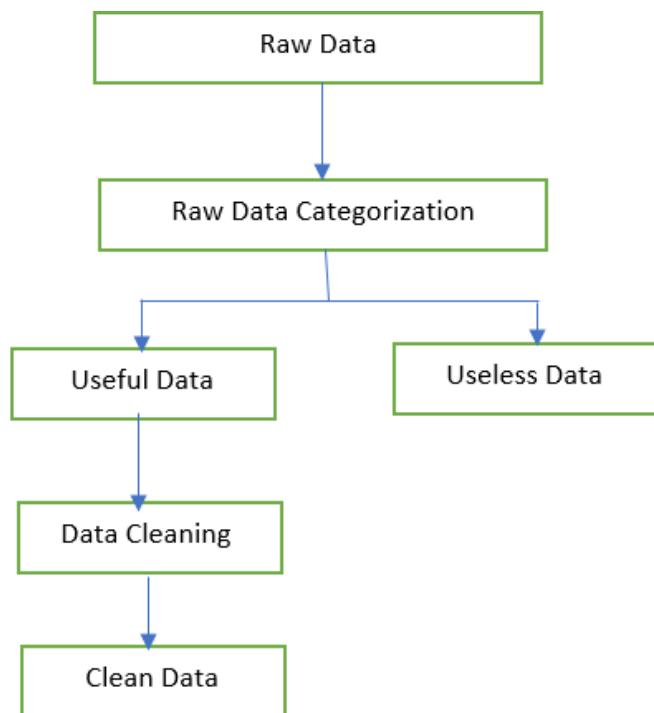 Raw Data
Raw Data Categorization
Useful Data
Useless Data
Data Cleaning
Clean Data